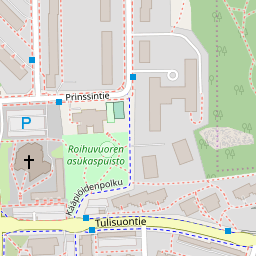 Prinssintie
P
Roihuvuoren
asukaspuisto
Kääpiöidenpolku
Tulisuontie